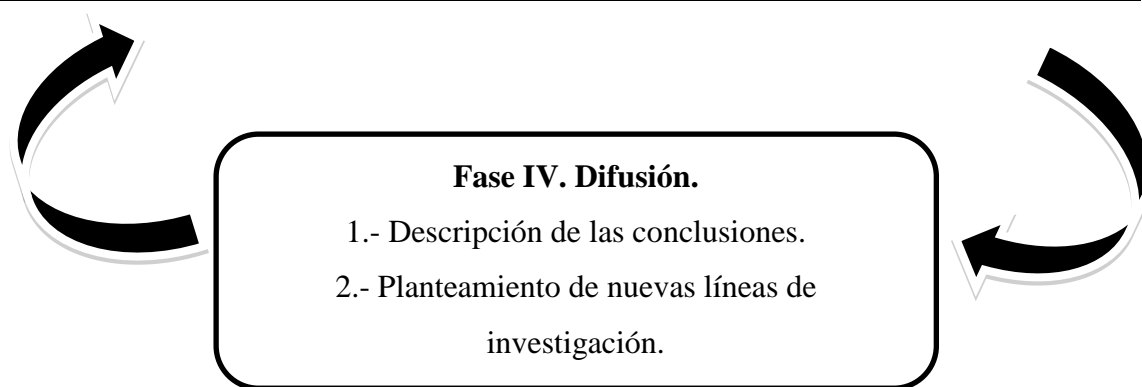 Fase IV. Difusión.
1.- Descripción de las conclusiones.
2.- Planteamiento de nuevas líneas de
investigación.